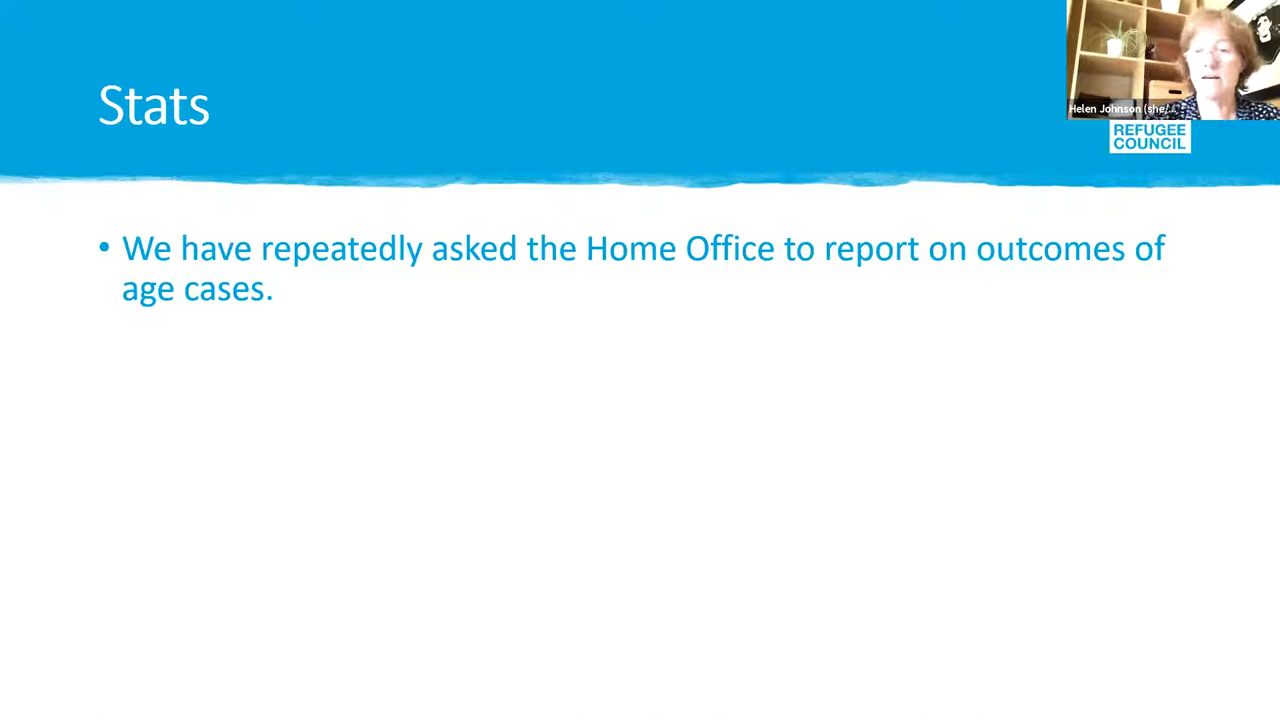 Stats
Helen Johnson (she/...
REFUGEE
COUNCIL
• We have repeatedly asked the Home Office to report on outcomes of
age cases.